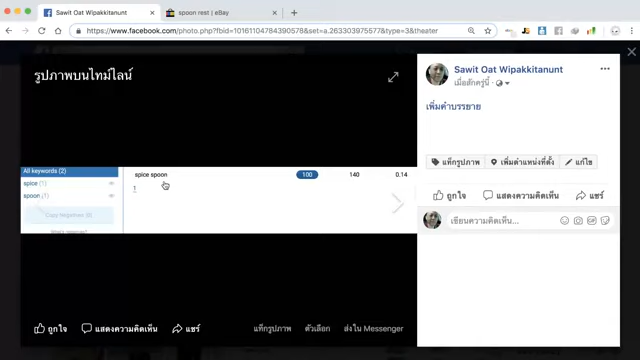 Sawit Oat Wipakkitanunt
spoon rest | eBay
https://www.facebook.com/photo.php?fbid=10161104784390578&set=a.263303975577&type=3&theater
รูปภาพบนไทม์ไลน์
All keywords (2)
spice (1)
spoon (1)
Copy Negatives (0)
spice spoon
100
140
0.14
1
Sawit Oat Wipakkitanunt
เมื่อสักครู่นี้
เพิ่มคำบรรยาย
แท็กรูปภาพ
เพิ่มตำแหน่งที่ตั้ง
แก้ไข
ถูกใจ
แสดงความคิดเห็น
แชร์
เขียนความคิดเห็น...
GIF
ถูกใจ
แสดงความคิดเห็น
แชร์
แท็กรูปภาพ
ตัวเลือก
ส่งใน Messenger